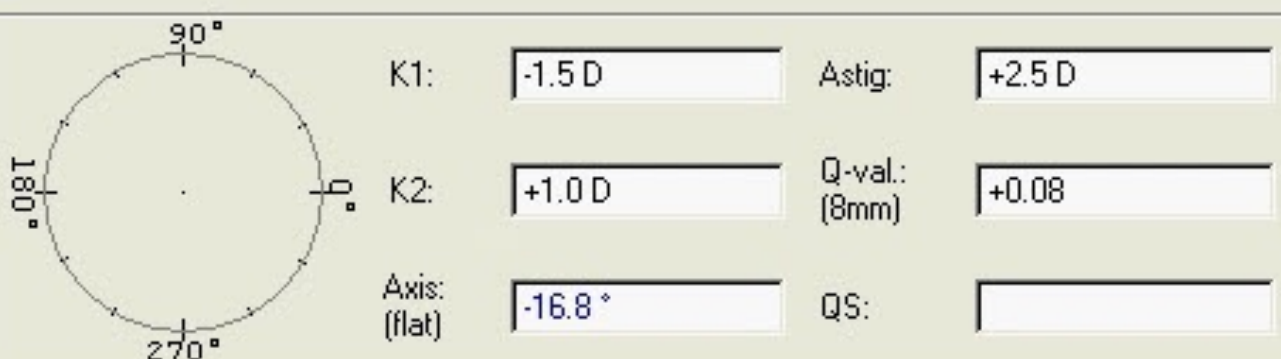 90°
180°
0°
270°
K1: -1.5 D Astig: +2.5 D
K2: +1.0 D Q-val.: (8mm) +0.08
Axis: (flat) -16.8 ° QS: